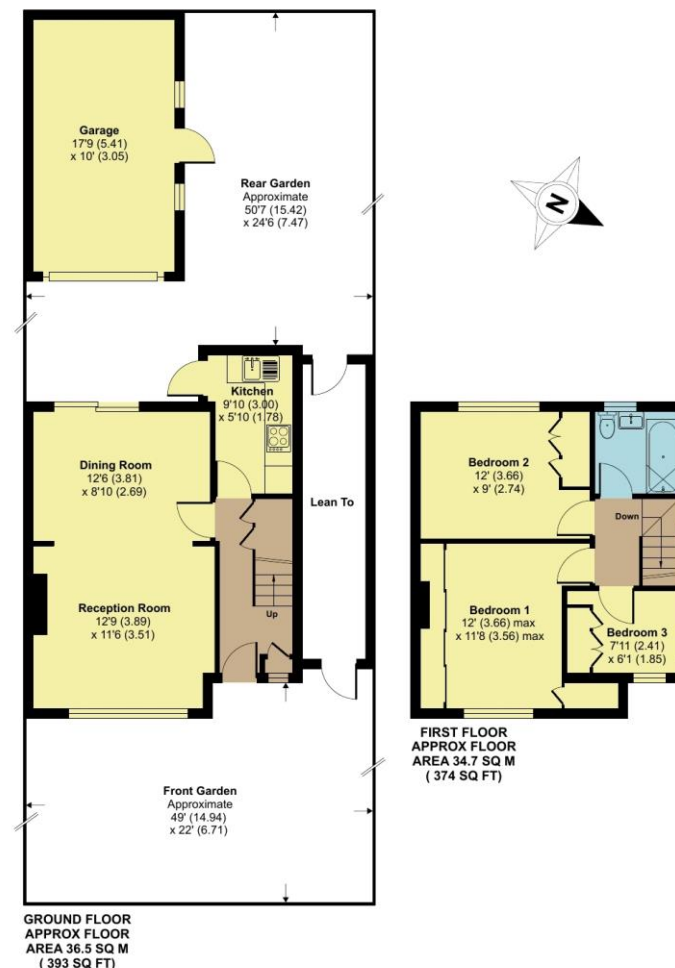 Garage
17'9 (5.41)
x 10' (3.05)
Rear Garden
Approximate
50'7 (15.42)
x 24'6 (7.47)
N
Kitchen
9'10 (3.00)
x 5'10 (1.78)
Dining Room
12'6 (3.81)
x 8'10 (2.69)
Lean To
Reception Room
12'9 (3.89)
x 11'6 (3.51)
Up
Front Garden
Approximate
49' (14.94)
x 22' (6.71)
GROUND FLOOR
APPROX FLOOR
AREA 36.5 SQ M
( 393 SQ FT)
Bedroom 2
12' (3.66)
x 9' (2.74)
Down
Bedroom 1
12' (3.66) max
x 11'8 (3.56) max
Bedroom 3
7'11 (2.41)
x 6'1 (1.85)
FIRST FLOOR
APPROX FLOOR
AREA 34.7 SQ M
( 374 SQ FT)